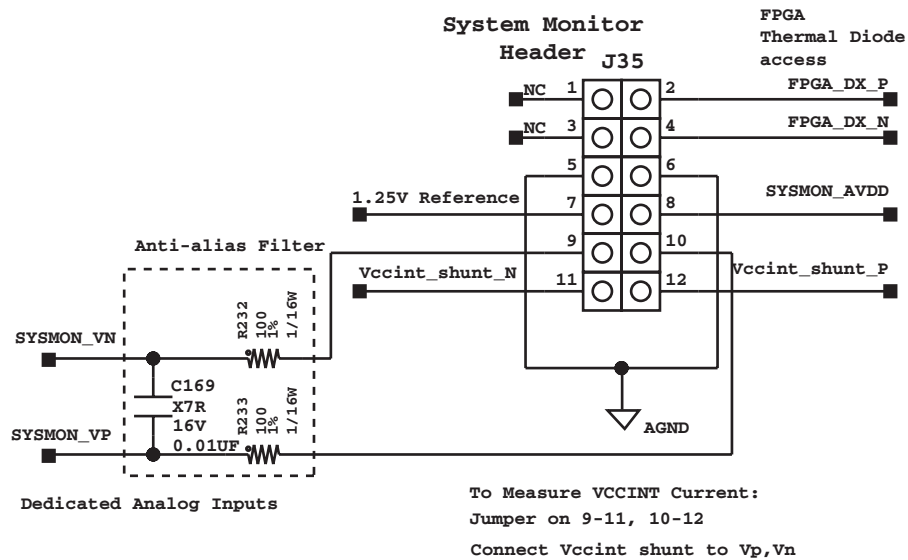 System Monitor
Header
J35
FPGA
Thermal Diode
access
NC 1
2 FPGA_DX_P
NC 3
4 FPGA_DX_N
5
6
1.25V Reference 7
8 SYSMON_AVDD
9
10
Vccint_shunt_N 11
12 Vccint_shunt_P
Anti-alias Filter
R232
100
1%
1/16W
SYSMON_VN
C169
X7R
16V
0.01UF
R233
100
1%
1/16W
SYSMON_VP
AGND
Dedicated Analog Inputs
To Measure VCCINT Current:
Jumper on 9-11, 10-12
Connect Vccint shunt to Vp,Vn